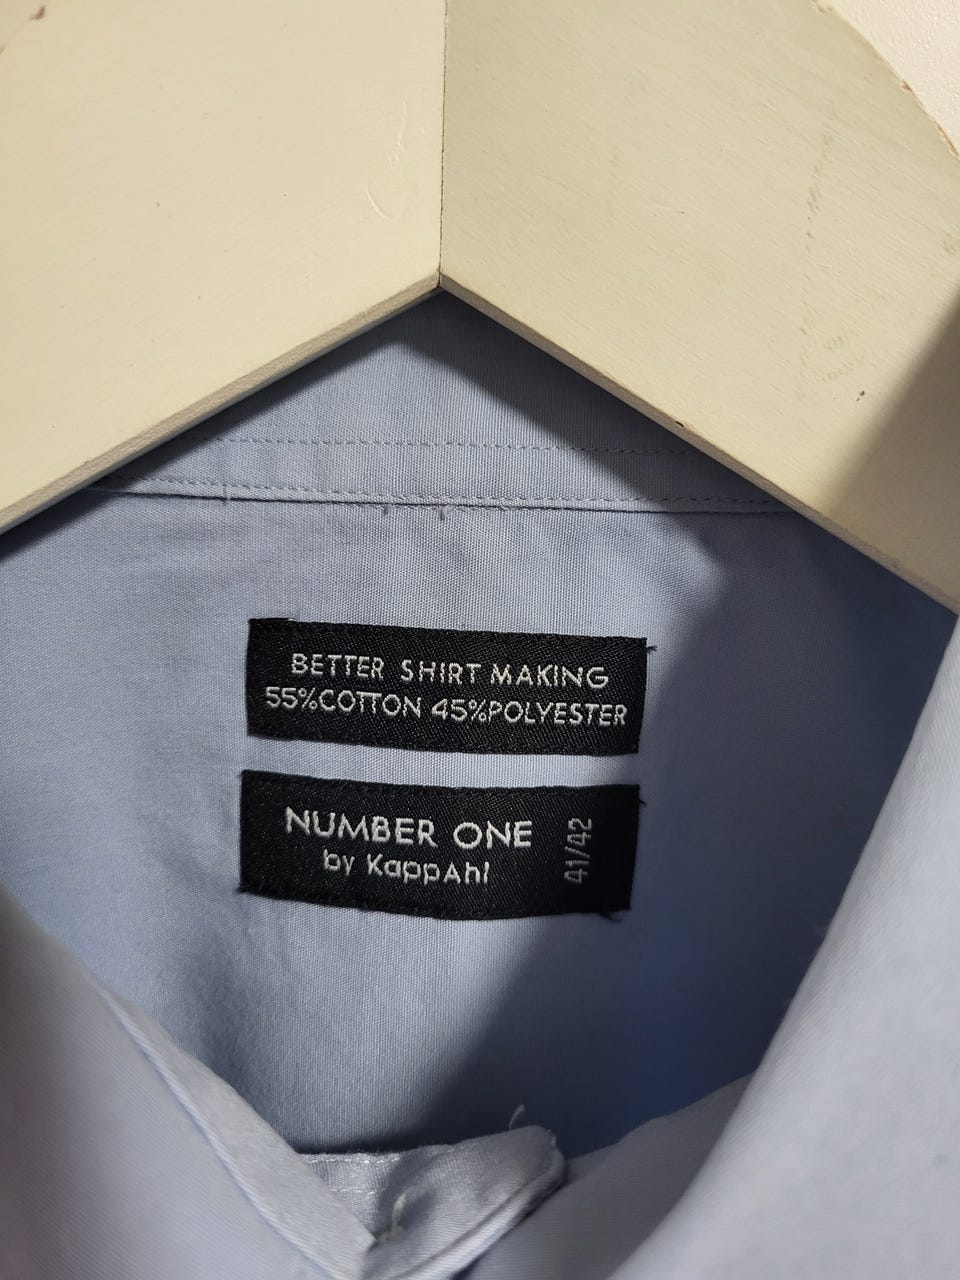 BETTER SHIRT MAKING
55%COTTON 45%POLYESTER
NUMBER ONE
by KappAhl
41/42